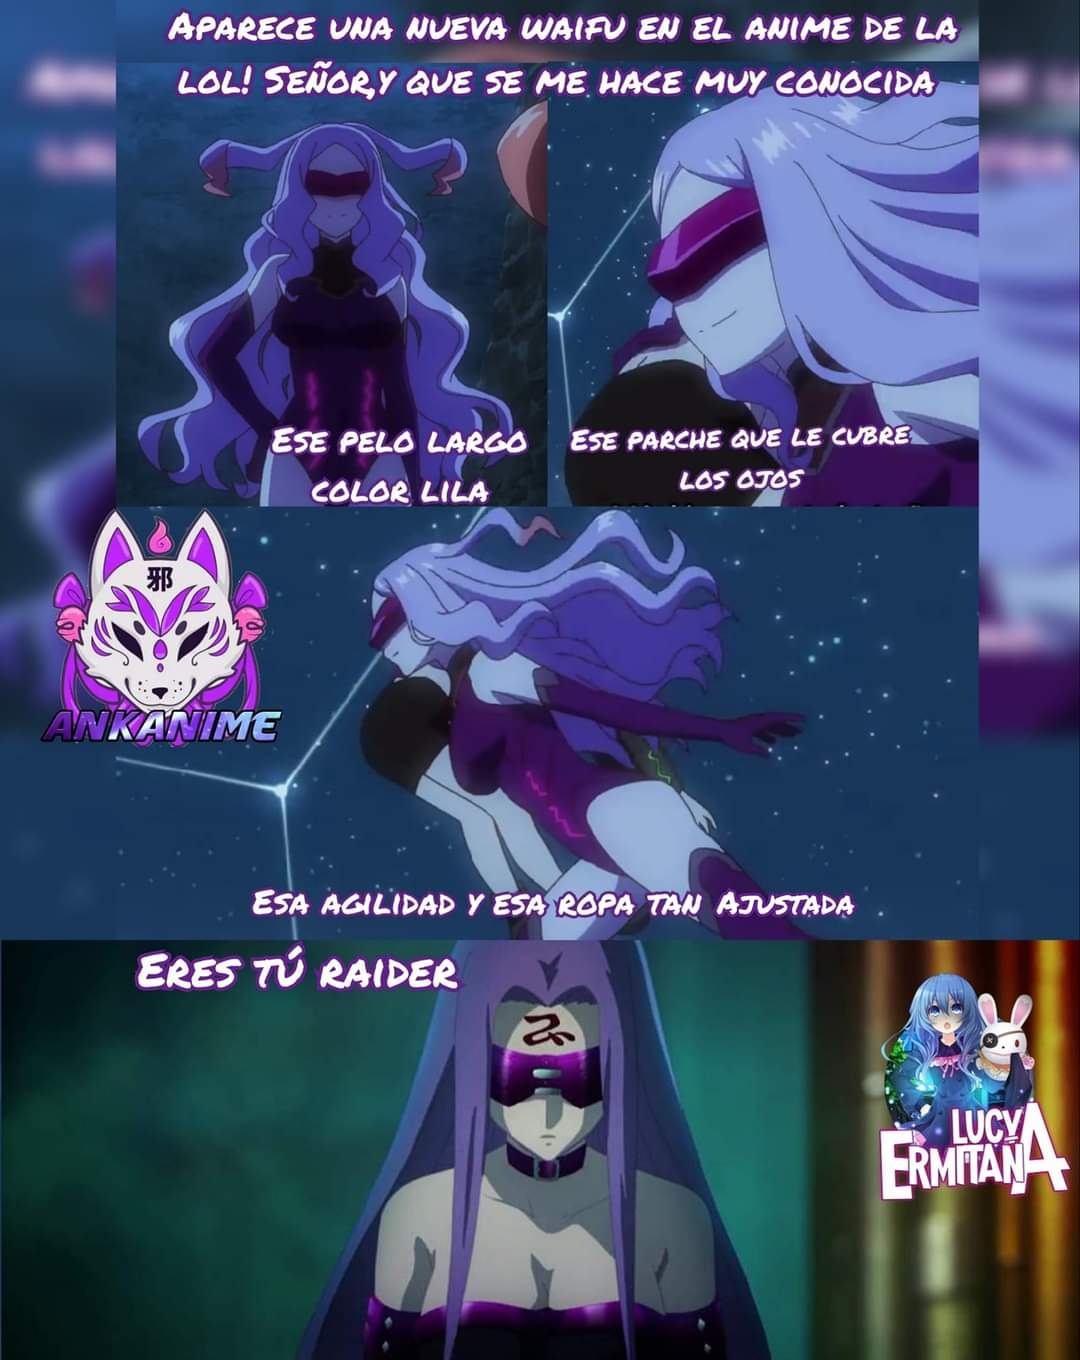 Aparece una nueva waifu en el anime de la
lol! Señor,y que se me hace muy conocida
Ese pelo largo
color lila
Ese parche que le cubre
los ojos
邪
ANKANIME
Esa agilidad y esa ropa tan Ajustada
Eres tú raider
LUCY
ERMITAÑA